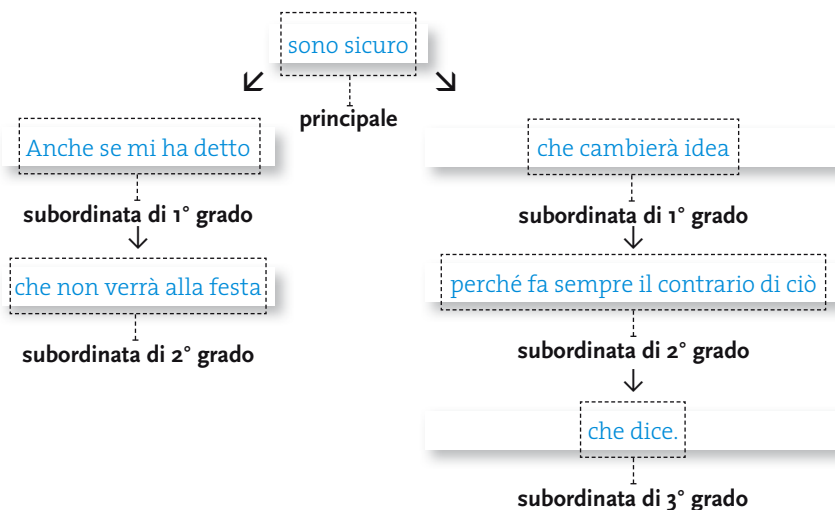 sono sicuro
principale
Anche se mi ha detto
che cambierà idea
subordinata di 1° grado
subordinata di 1° grado
che non verrà alla festa
perché fa sempre il contrario di ciò
subordinata di 2° grado
subordinata di 2° grado
che dice.
subordinata di 3° grado